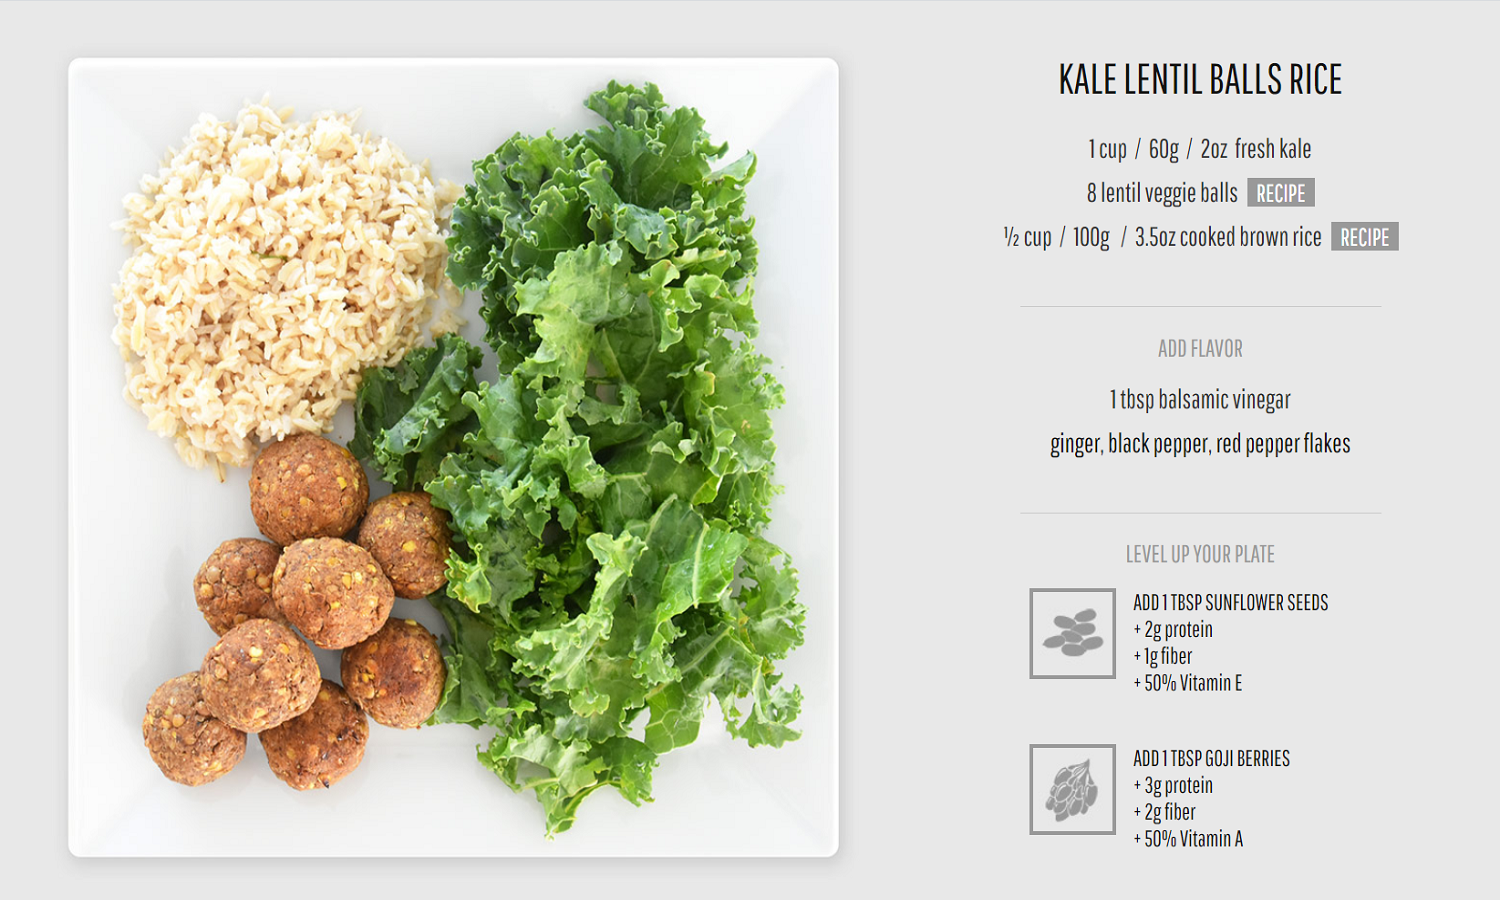 KALE LENTIL BALLS RICE
1 cup / 60g / 2oz fresh kale
8 lentil veggie balls RECIPE
½ cup / 100g / 3.5oz cooked brown rice RECIPE
ADD FLAVOR
1 tbsp balsamic vinegar
ginger, black pepper, red pepper flakes
LEVEL UP YOUR PLATE
ADD 1 TBSP SUNFLOWER SEEDS
+ 2g protein
+ 1g fiber
+ 50% Vitamin E
ADD 1 TBSP GOJI BERRIES
+ 3g protein
+ 2g fiber
+ 50% Vitamin A